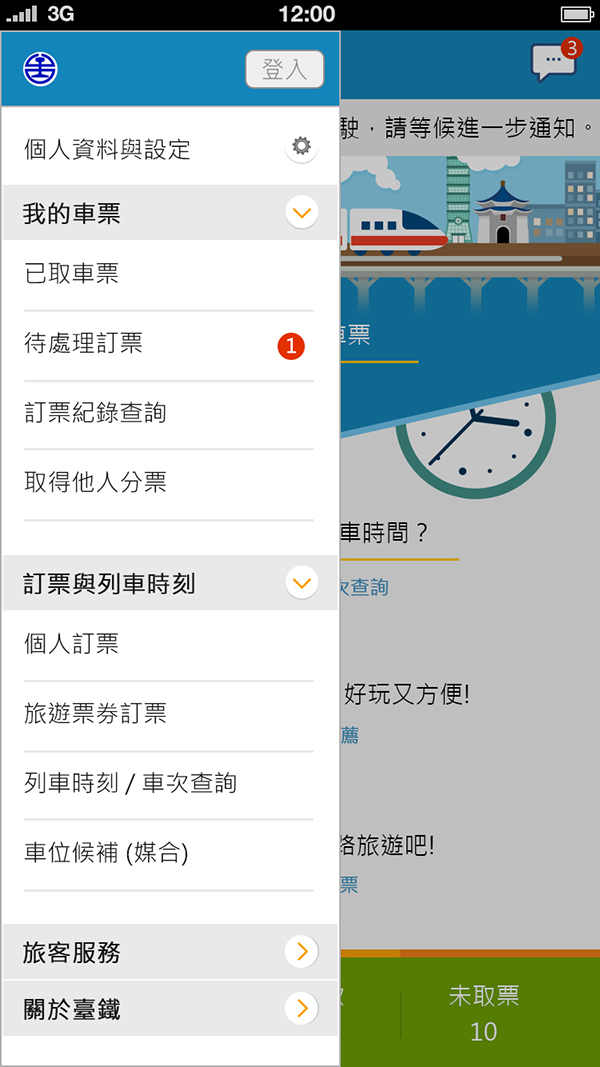 3G
12:00
登入
3
駛，請等候進一步通知。
個人資料與設定
我的車票
已取車票
待處理訂票
1
訂票紀錄查詢
取得他人分票
訂票與列車時刻
個人訂票
旅遊票券訂票
列車時刻 / 車次查詢
車位候補 (媒合)
旅客服務
關於臺鐵
車票
車時間？
次查詢
好玩又方便!
薦
路旅遊吧!
票
未取票
10